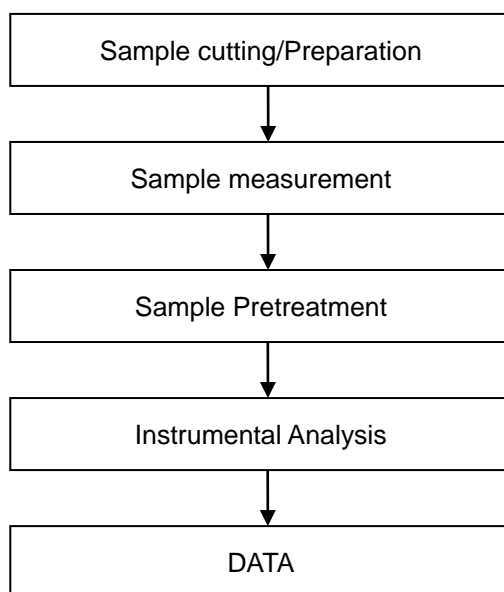 Sample cutting/Preparation
Sample measurement
Sample Pretreatment
Instrumental Analysis
DATA